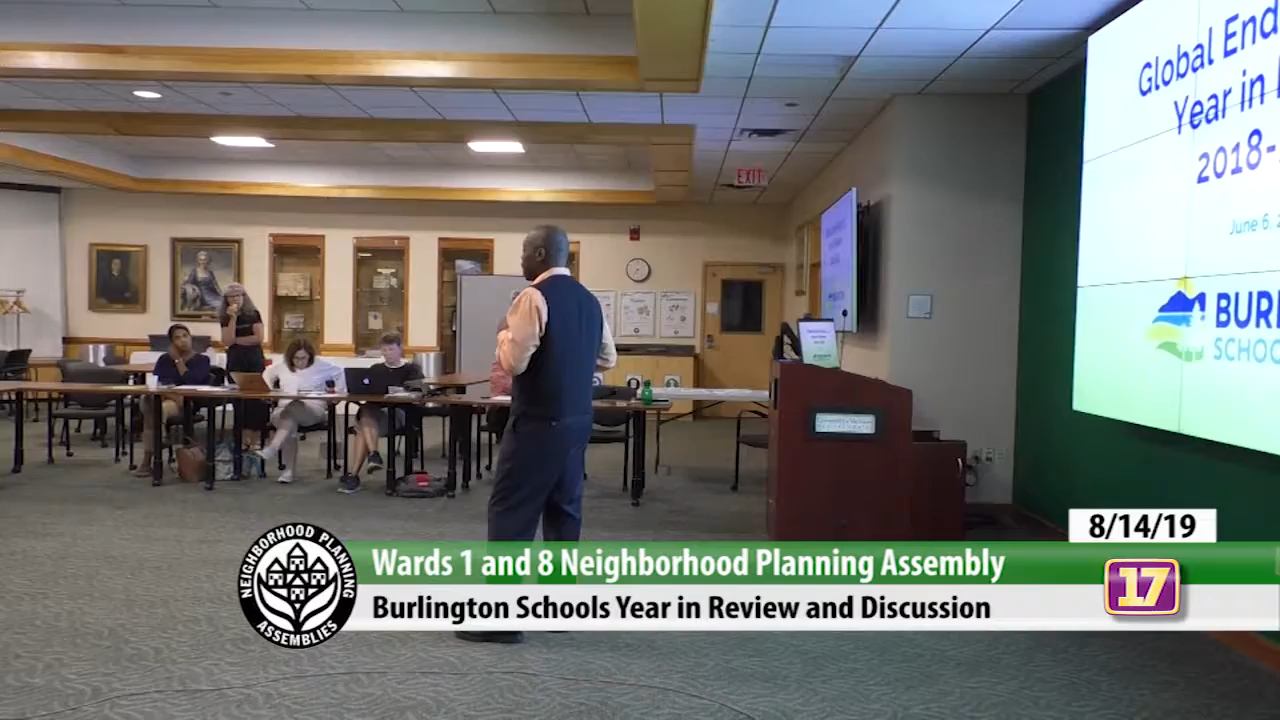 Global End
Year in
2018-
June 6, 2
BURL
SCHOO
EXIT
8/14/19
NEIGHBORHOOD PLANNING
ASSEMBLIES
Wards 1 and 8 Neighborhood Planning Assembly
Burlington Schools Year in Review and Discussion
17